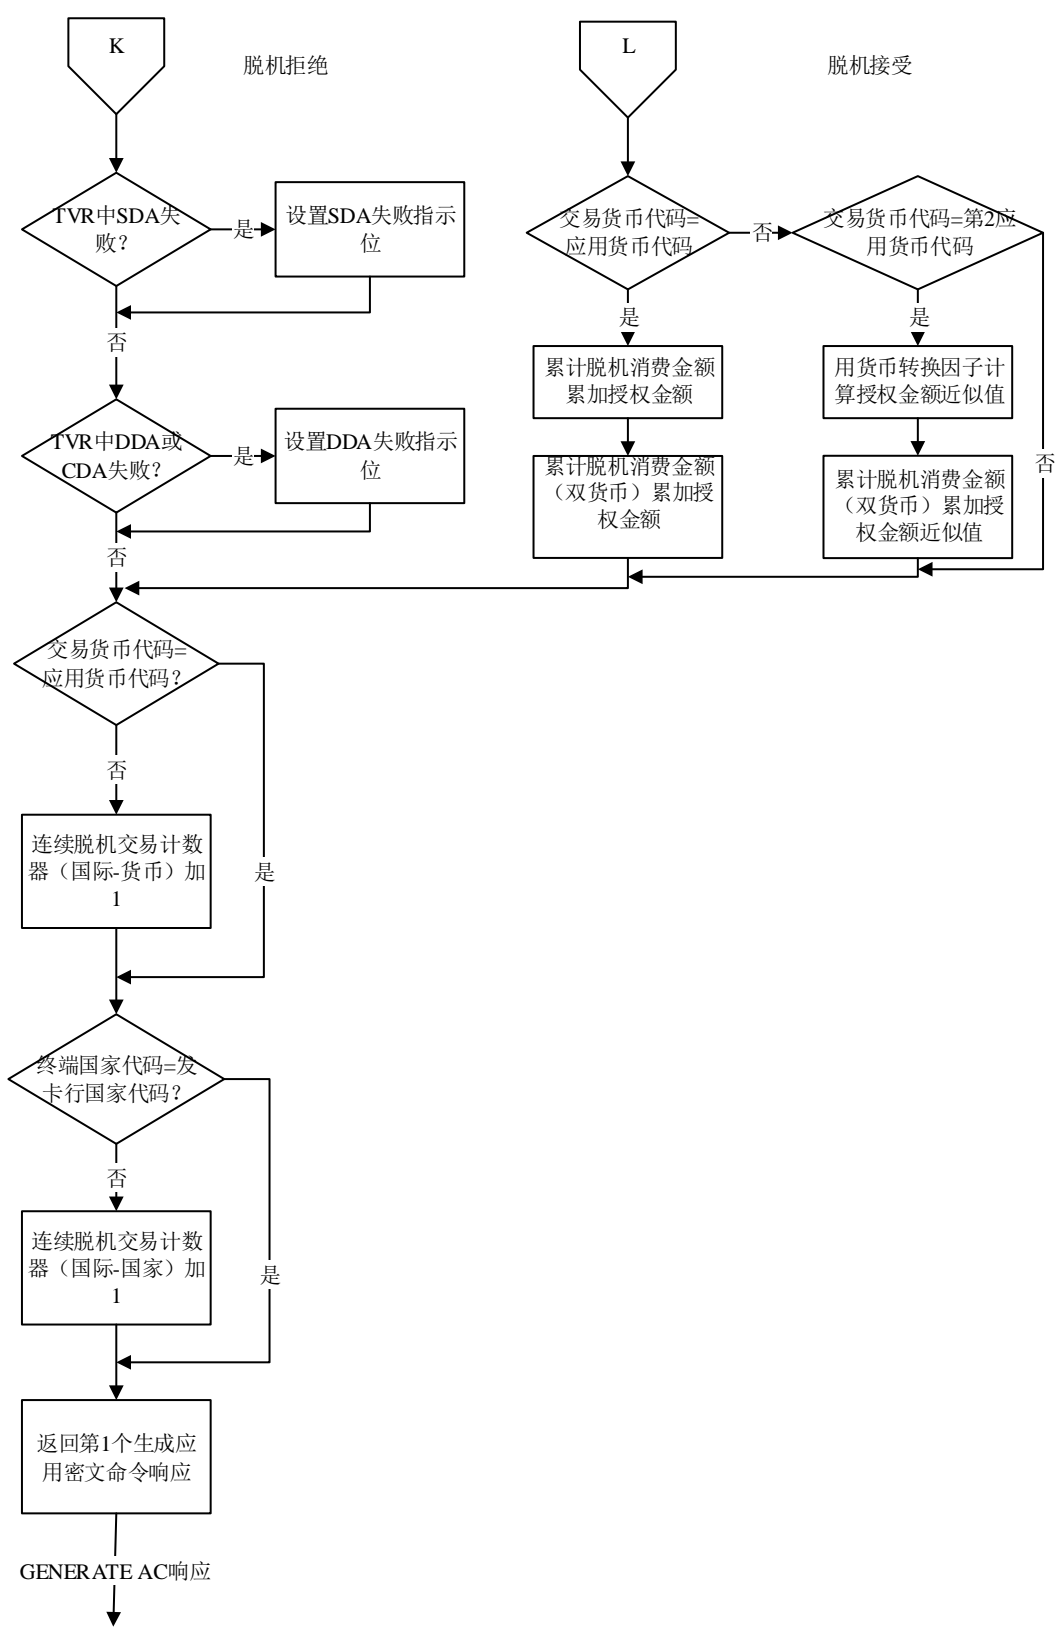 K
脱机拒绝
L
脱机接受
TVR中SDA失
败？
是
设置SDA失败指示
位
否
TVR中DDA或
CDA失败？
是
设置DDA失败指示
位
否
交易货币代码=
应用货币代码
否
交易货币代码=第2应
用货币代码
是
累计脱机消费金额
累加授权金额
累计脱机消费金额
（双货币）累加授
权金额
是
用货币转换因子计
算授权金额近似值
累计脱机消费金额
（双货币）累加授
权金额近似值
否
交易货币代码=
应用货币代码？
否
是
连续脱机交易计数
器（国际-货币）加
1
终端国家代码=发
卡行国家代码？
否
是
连续脱机交易计数
器（国际-国家）加
1
返回第1个生成应
用密文命令响应
GENERATE AC响应